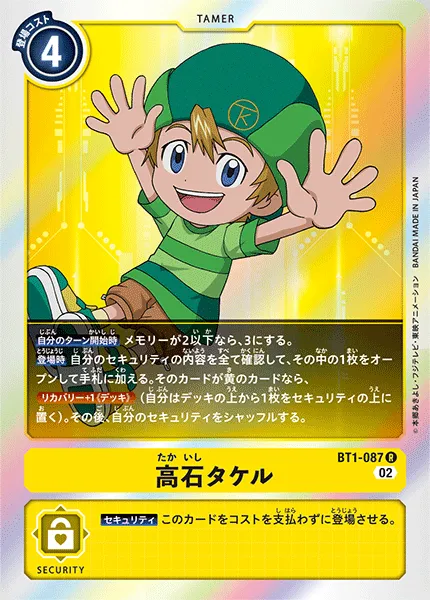 TAMER
登場コスト
4
自分のターン開始時 メモリーが2以下なら、3にする。
登場時 自分のセキュリティの内容を全て確認して、その中の1枚をオー
プンして手札に加える。そのカードが黄のカードなら、
リカバリー+1《デッキ》 (自分はデッキの上から1枚をセキュリティの上に
置く)。その後、自分のセキュリティをシャッフルする。
©本郷あきよし・フジテレビ・東映アニメーション BANDAI MADE IN JAPAN
たかいし
高石タケル
BT1-087 R
02
セキュリティ このカードをコストを支払わずに登場させる。
SECURITY